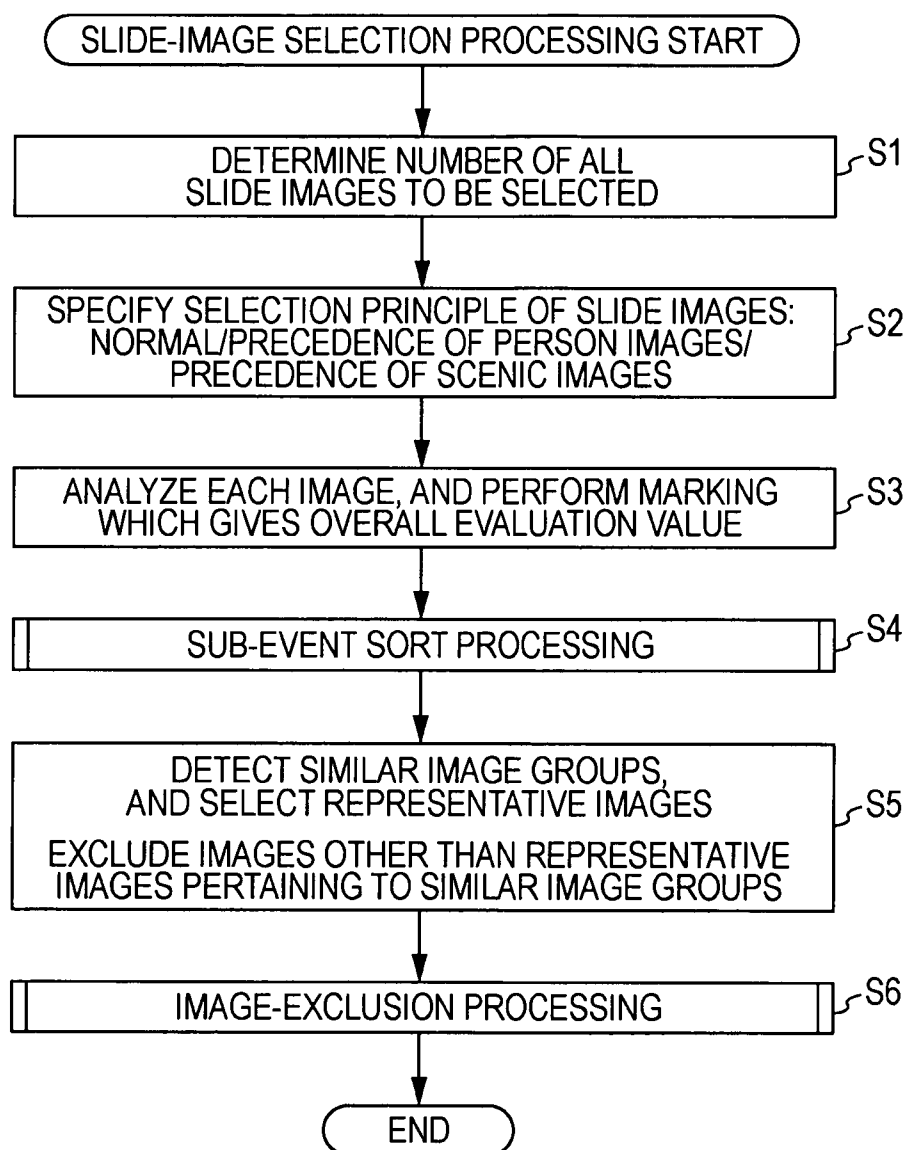 SLIDE-IMAGE SELECTION PROCESSING START
DETERMINE NUMBER OF ALL
SLIDE IMAGES TO BE SELECTED
S1
SPECIFY SELECTION PRINCIPLE OF SLIDE IMAGES:
NORMAL/PRECEDENCE OF PERSON IMAGES/
PRECEDENCE OF SCENIC IMAGES
S2
ANALYZE EACH IMAGE, AND PERFORM MARKING
WHICH GIVES OVERALL EVALUATION VALUE
S3
SUB-EVENT SORT PROCESSING
S4
DETECT SIMILAR IMAGE GROUPS,
AND SELECT REPRESENTATIVE IMAGES
EXCLUDE IMAGES OTHER THAN REPRESENTATIVE
IMAGES PERTAINING TO SIMILAR IMAGE GROUPS
S5
IMAGE-EXCLUSION PROCESSING
S6
END